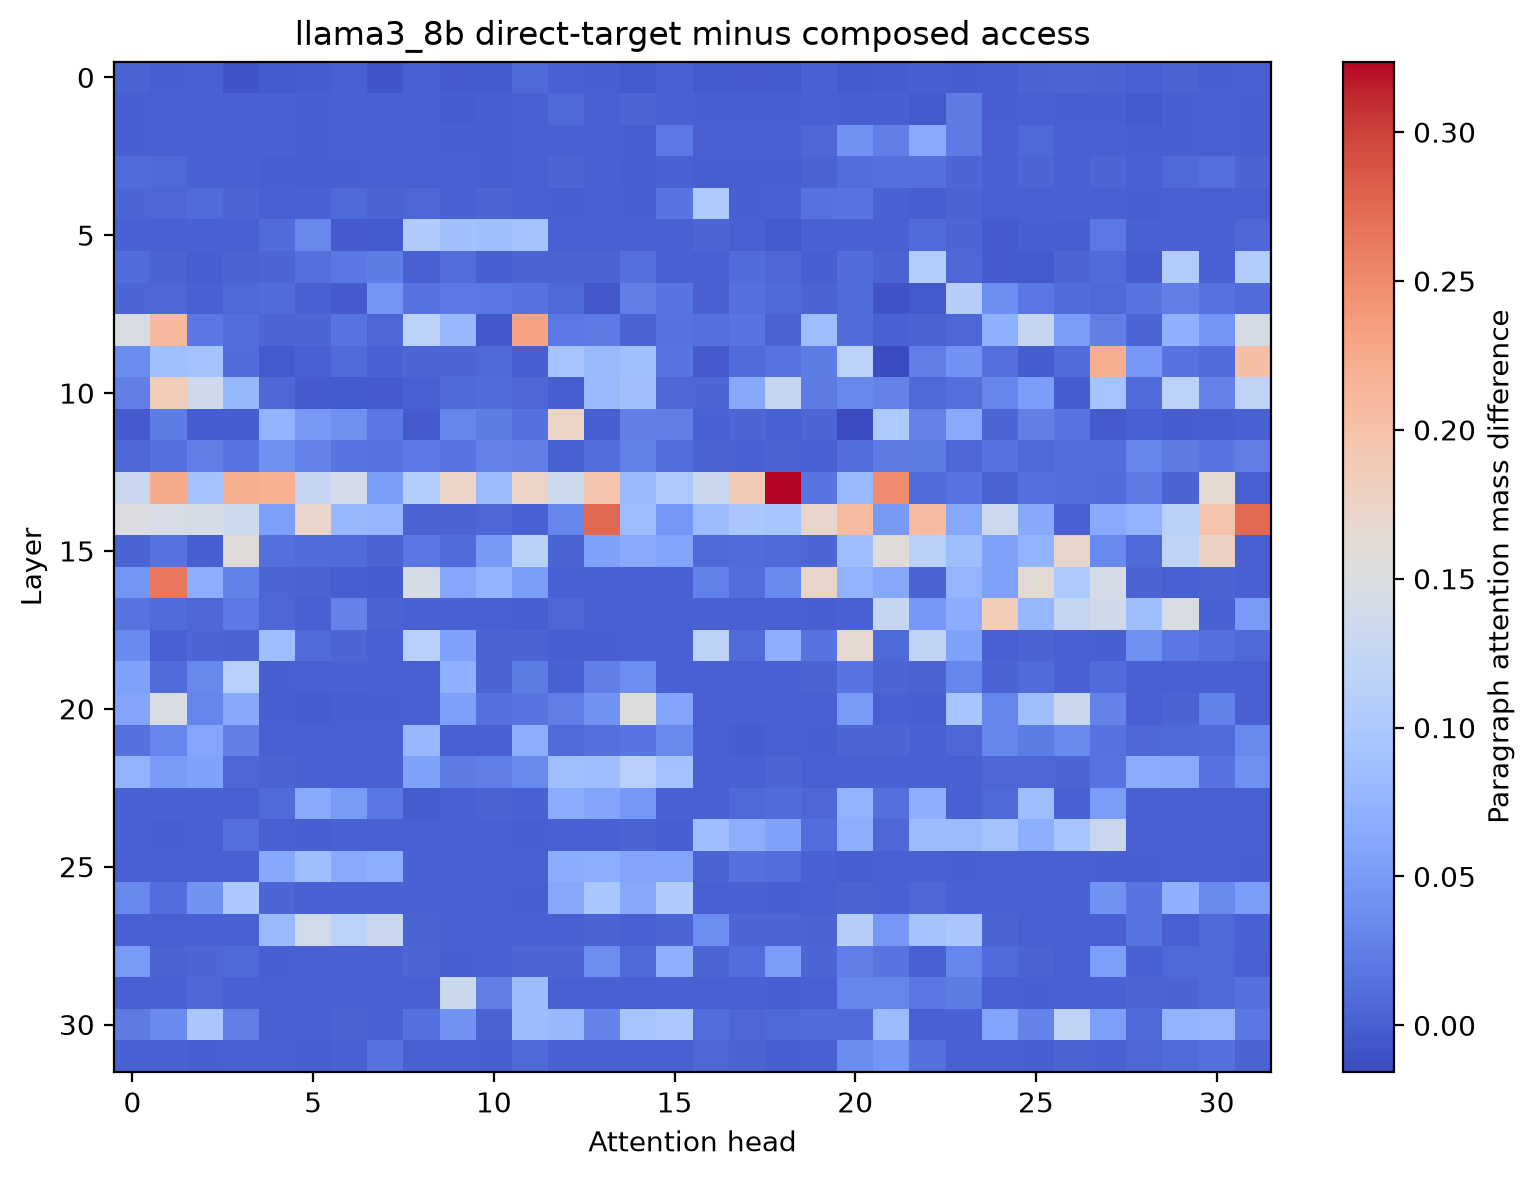 llama3_8b direct-target minus composed access
0
5
10
15
20
25
30
Layer
0 5 10 15 20 25 30
Attention head
0.30
0.25
0.20
0.15
0.10
0.05
0.00
Paragraph attention mass difference